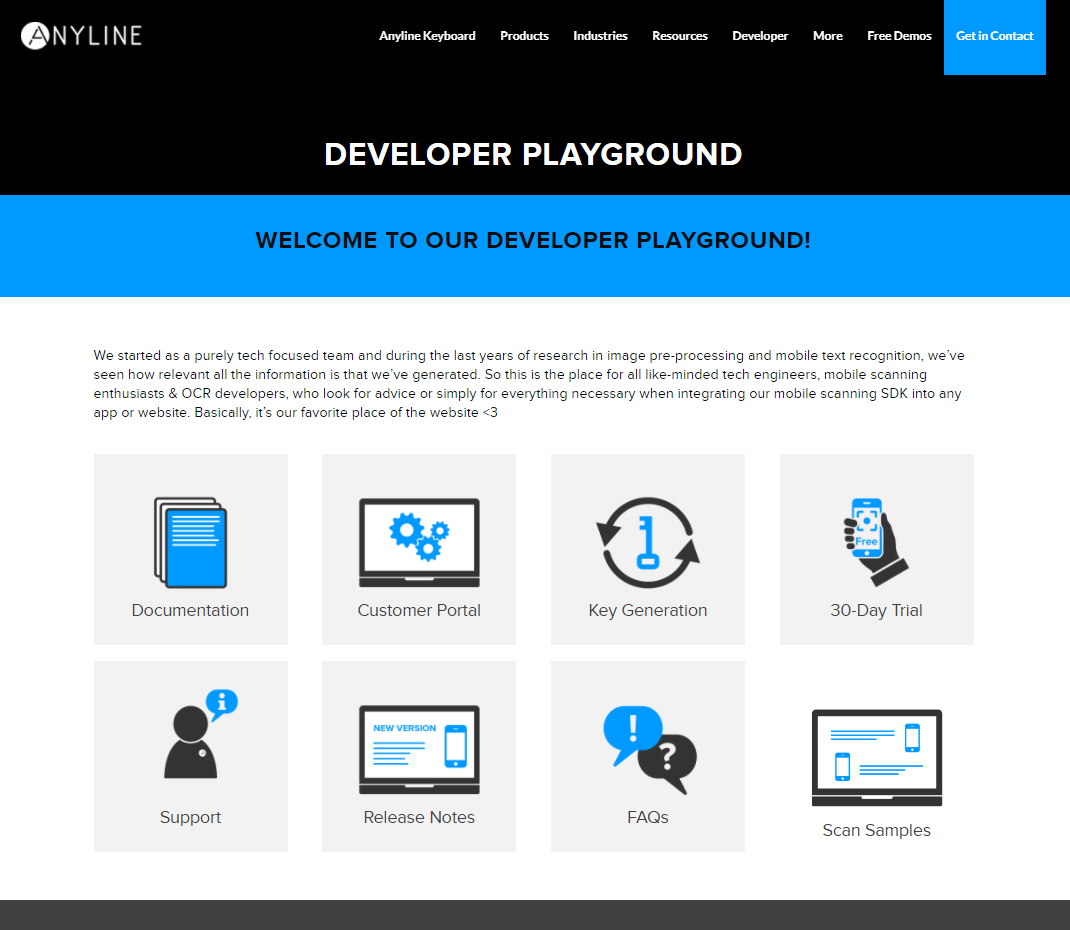 ANYLINE
Anyline Keyboard Products Industries Resources Developer More Free Demos Get in Contact
DEVELOPER PLAYGROUND
WELCOME TO OUR DEVELOPER PLAYGROUND!
We started as a purely tech focused team and during the last years of research in image pre-processing and mobile text recognition, we've
seen how relevant all the information is that we've generated. So this is the place for all like-minded tech engineers, mobile scanning
enthusiasts & OCR developers, who look for advice or simply for everything necessary when integrating our mobile scanning SDK into any
app or website. Basically, it's our favorite place of the website <3
Free
Documentation Customer Portal Key Generation 30-Day Trial
i
NEW VERSION
! ?
Support Release Notes FAQs
Scan Samples